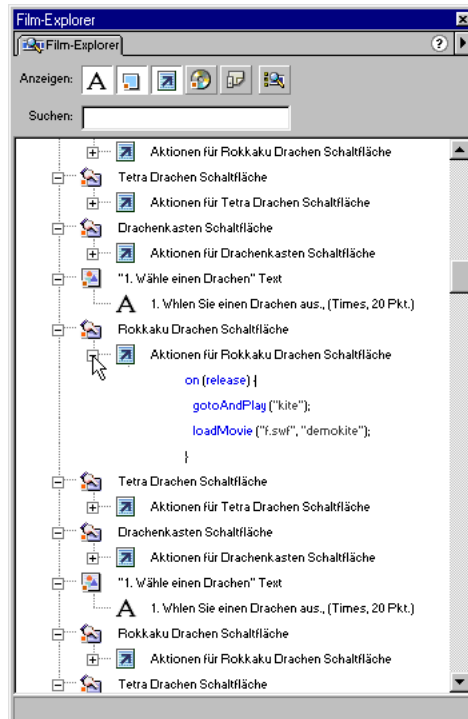 Film-Explorer
Film-Explorer
Anzeigen:
Suchen:
Aktionen für Rokkaku Drachen Schaltfläche
Tetra Drachen Schaltfläche
Aktionen für Tetra Drachen Schaltfläche
Drachenkasten Schaltfläche
Aktionen für Drachenkasten Schaltfläche
"1. Wähle einen Drachen" Text
A 1. Whlen Sie einen Drachen aus., (Times, 20 Pkt.)
Rokkaku Drachen Schaltfläche
Aktionen für Rokkaku Drachen Schaltfläche
on (release) {
gotoAndPlay ("kite");
loadMovie ("f.swf", "demokite");
}
Tetra Drachen Schaltfläche
Aktionen für Tetra Drachen Schaltfläche
Drachenkasten Schaltfläche
Aktionen für Drachenkasten Schaltfläche
"1. Wähle einen Drachen" Text
A 1. Whlen Sie einen Drachen aus., (Times, 20 Pkt.)
Rokkaku Drachen Schaltfläche
Aktionen für Rokkaku Drachen Schaltfläche
Tetra Drachen Schaltfläche